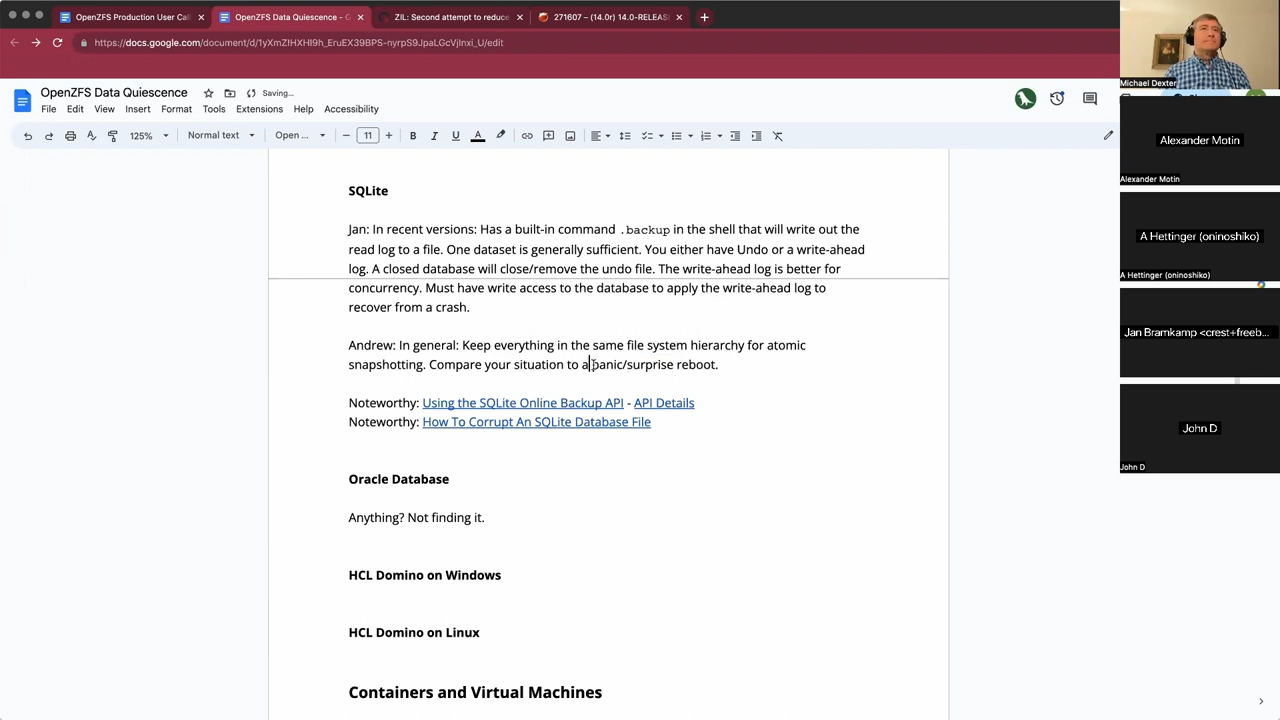 OpenZFS Production User Cal
OpenZFS Data Quiescence - G
ZIL: Second attempt to reduce
271607 – (14.0r) 14.0-RELEAS
https://docs.google.com/document/d/1yXmZIHXHI9h_EruEX39BPS-nyrpS9JpaLGcVjInxi_U/edit
OpenZFS Data Quiescence
Saving...
File Edit View Insert Format Tools Extensions Help Accessibility
125% Normal text Open ... 11
SQLite
Jan: In recent versions: Has a built-in command .backup in the shell that will write out the
read log to a file. One dataset is generally sufficient. You either have Undo or a write-ahead
log. A closed database will close/remove the undo file. The write-ahead log is better for
concurrency. Must have write access to the database to apply the write-ahead log to
recover from a crash.
Andrew: In general: Keep everything in the same file system hierarchy for atomic
snapshotting. Compare your situation to a panic/surprise reboot.
Noteworthy: Using the SQLite Online Backup API - API Details
Noteworthy: How To Corrupt An SQLite Database File
Oracle Database
Anything? Not finding it.
HCL Domino on Windows
HCL Domino on Linux
Containers and Virtual Machines
Michael Dexter
Alexander Motin
Alexander Motin
A Hettinger (oninoshiko)
A Hettinger (oninoshiko)
Jan Bramkamp <crest+freeb...
John D
John D